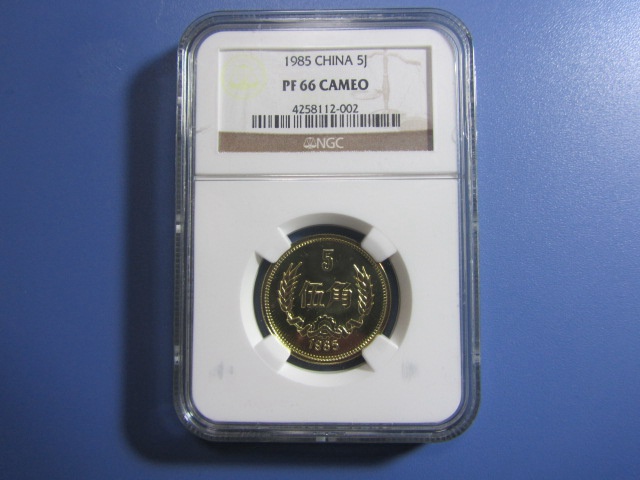 1985 CHINA 5J
PF 66 CAMEO
4258112-002
NGC
5
伍角
1985